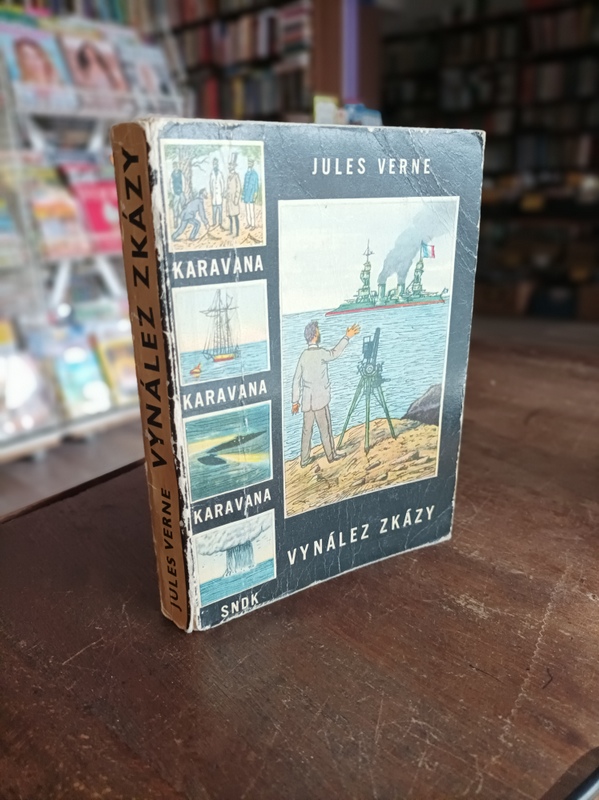 JULES VERNE VYNÁLEZ ZKÁZY
KARAVANA
KARAVANA
KARAVANA
SNDK
JULES VERNE
VYNÁLEZ ZKÁZY